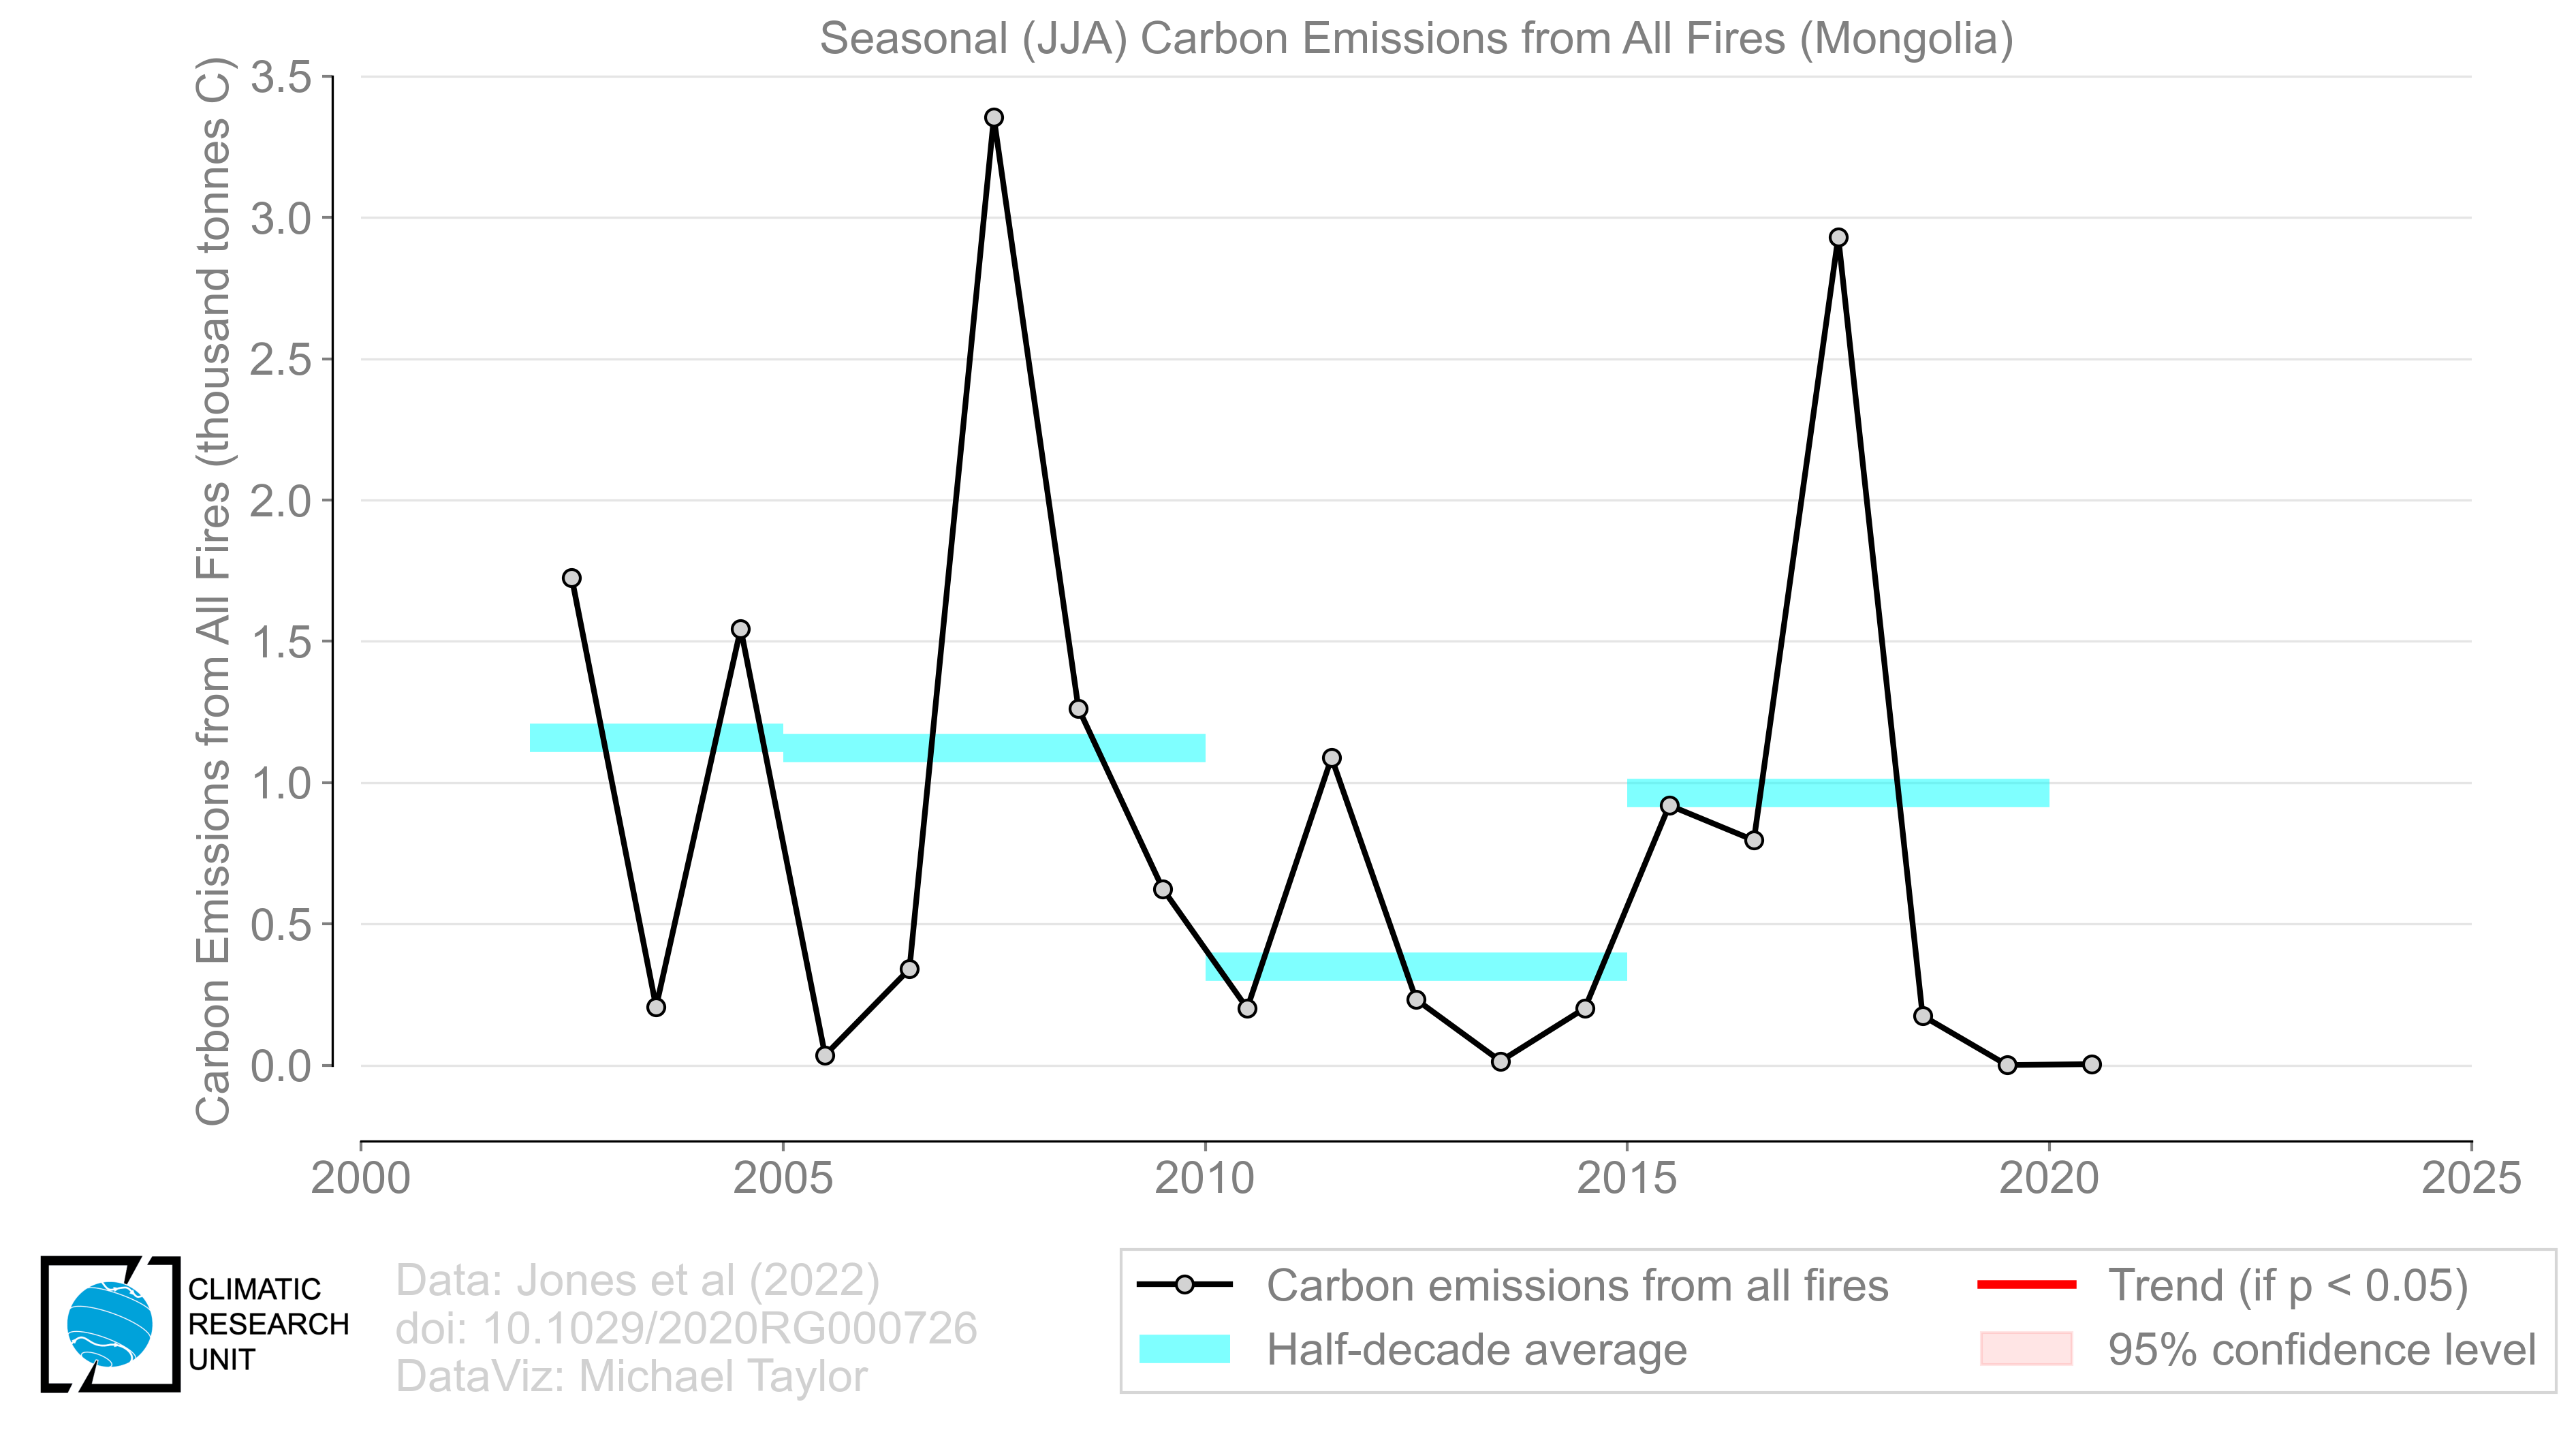 Seasonal (JJA) Carbon Emissions from All Fires (Mongolia)
Carbon Emissions from All Fires (thousand tonnes C)
3.5
3.0
2.5
2.0
1.5
1.0
0.5
0.0
2000
2005
2010
2015
2020
2025
CLIMATIC
RESEARCH
UNIT
Data: Jones et al (2022)
doi: 10.1029/2020RG000726
DataViz: Michael Taylor
Carbon emissions from all fires
Half-decade average
Trend (if p < 0.05)
95% confidence level